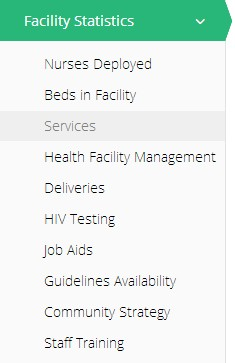 Facility Statistics
Nurses Deployed
Beds in Facility
Services
Health Facility Management
Deliveries
HIV Testing
Job Aids
Guidelines Availability
Community Strategy
Staff Training